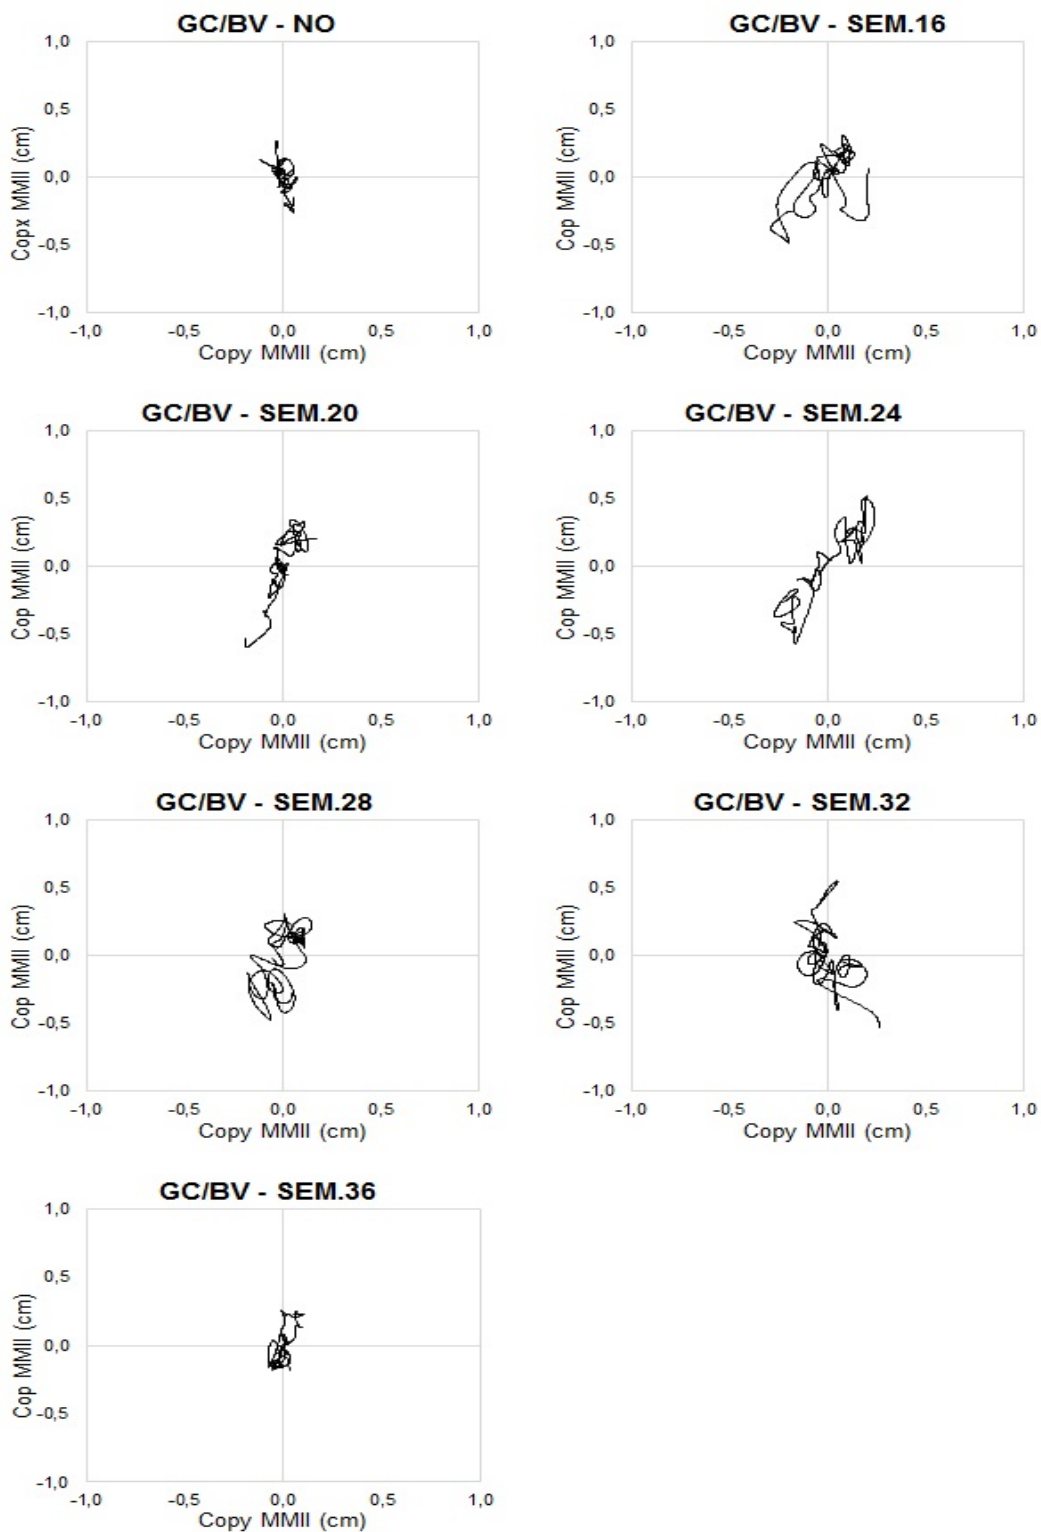 GC/BV - NO
1,0
0,5
0,0
-0,5
-1,0
Copx MMII (cm)
-1,0 -0,5 0,0 0,5 1,0
Copy MMII (cm)
GC/BV - SEM.16
1,0
0,5
0,0
-0,5
-1,0
Cop MMII (cm)
-1,0 -0,5 0,0 0,5 1,0
Copy MMII (cm)
GC/BV - SEM.20
1,0
0,5
0,0
-0,5
-1,0
Cop MMII (cm)
-1,0 -0,5 0,0 0,5 1,0
Copy MMII (cm)
GC/BV - SEM.24
1,0
0,5
0,0
-0,5
-1,0
Cop MMII (cm)
-1,0 -0,5 0,0 0,5 1,0
Copy MMII (cm)
GC/BV - SEM.28
1,0
0,5
0,0
-0,5
-1,0
Cop MMII (cm)
-1,0 -0,5 0,0 0,5 1,0
Copy MMII (cm)
GC/BV - SEM.32
1,0
0,5
0,0
-0,5
-1,0
Cop MMII (cm)
-1,0 -0,5 0,0 0,5 1,0
Copy MMII (cm)
GC/BV - SEM.36
1,0
0,5
0,0
-0,5
-1,0
Cop MMII (cm)
-1,0 -0,5 0,0 0,5 1,0
Copy MMII (cm)